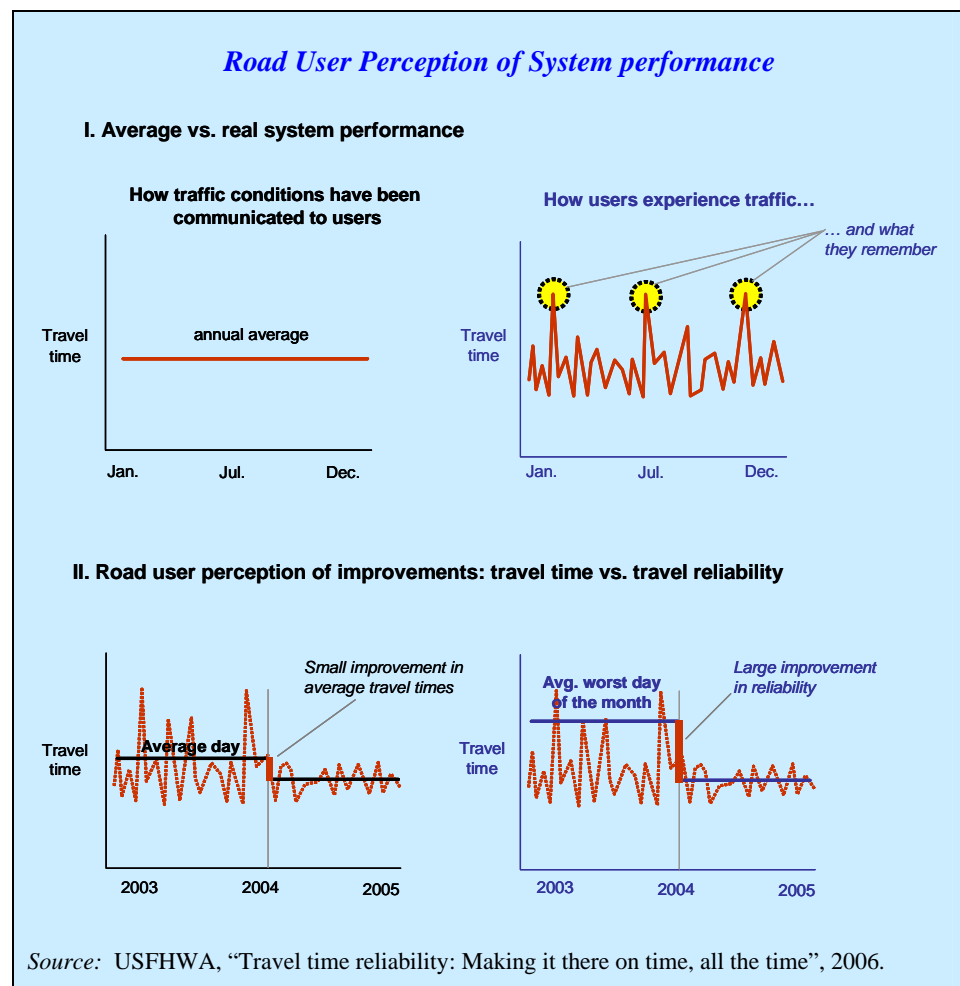 Road User Perception of System performance
I. Average vs. real system performance
How traffic conditions have been
communicated to users
Travel
time
annual average
Jan.
Jul.
Dec.
How users experience traffic…
… and what
they remember
Travel
time
Jan.
Jul.
Dec.
II. Road user perception of improvements: travel time vs. travel reliability
Small improvement in
average travel times
Travel
time
Average day
2003
2004
2005
Avg. worst day
of the month
Large improvement
in reliability
Travel
time
2003
2004
2005
Source: USFHWA, “Travel time reliability: Making it there on time, all the time”, 2006.